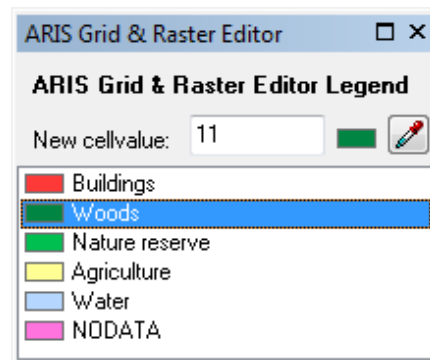 ARIS Grid & Raster Editor
ARIS Grid & Raster Editor Legend
New cellvalue: 11
Buildings
Woods
Nature reserve
Agriculture
Water
NODATA